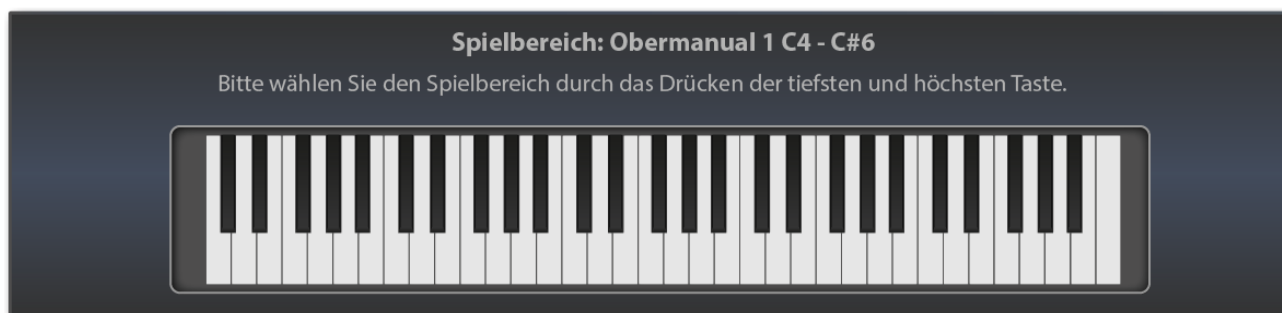 Spielbereich: Obermanual 1 C4 - C#6
Bitte wählen Sie den Spielbereich durch das Drücken der tiefsten und höchsten Taste.